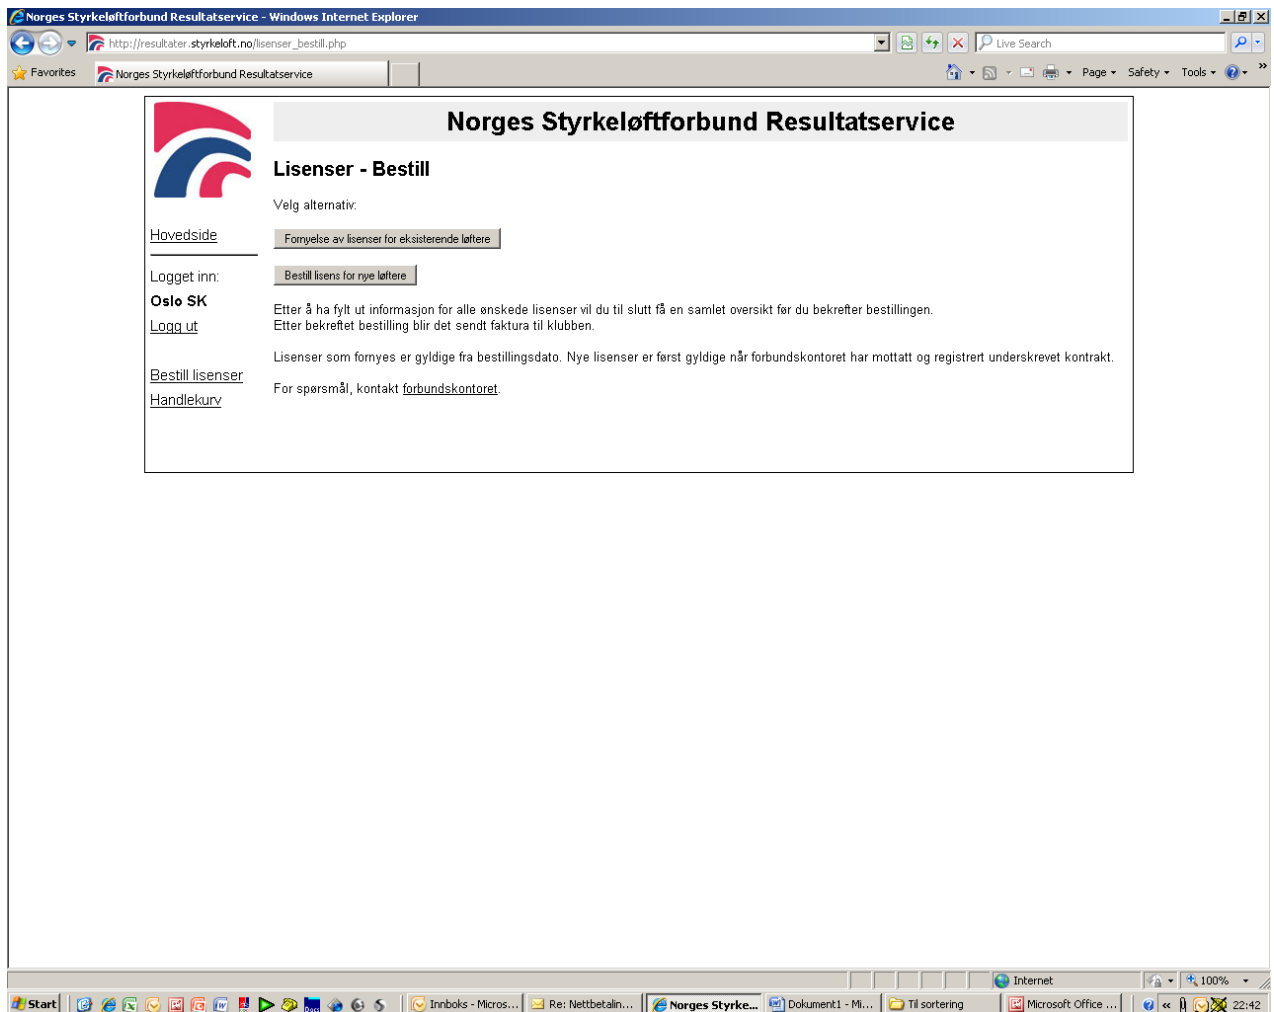 Norges Styrkeløftforbund Resultatservice - Windows Internet Explorer
http://resultater.styrkeloft.no/lisenser_bestill.php
Live Search
Favorites
Norges Styrkeløftforbund Resultatservice
Page
Safety
Tools
Norges Styrkeløftforbund Resultatservice
Lisenser - Bestill
Velg alternativ:
Hovedside
Fornyelse av lisenser for eksisterende løftere
Logget inn:
Bestill lisens for nye løftere
Oslo SK
Logg ut
Etter å ha fylt ut informasjon for alle ønskede lisenser vil du til slutt få en samlet oversikt før du bekrefter bestillingen.
Etter bekreftet bestilling blir det sendt faktura til klubben.
Lisenser som fornyes er gyldige fra bestillingsdato. Nye lisenser er først gyldige når forbundskontoret har mottatt og registrert underskrevet kontrakt.
Bestill lisenser
For spørsmål, kontakt forbundskontoret.
Handlekurv
Internet
100%
Start
Innboks - Micros...
Re: Nettbetalin...
Norges Styrke...
Dokument1 - Mi...
Til sortering
Microsoft Office ...
22:42